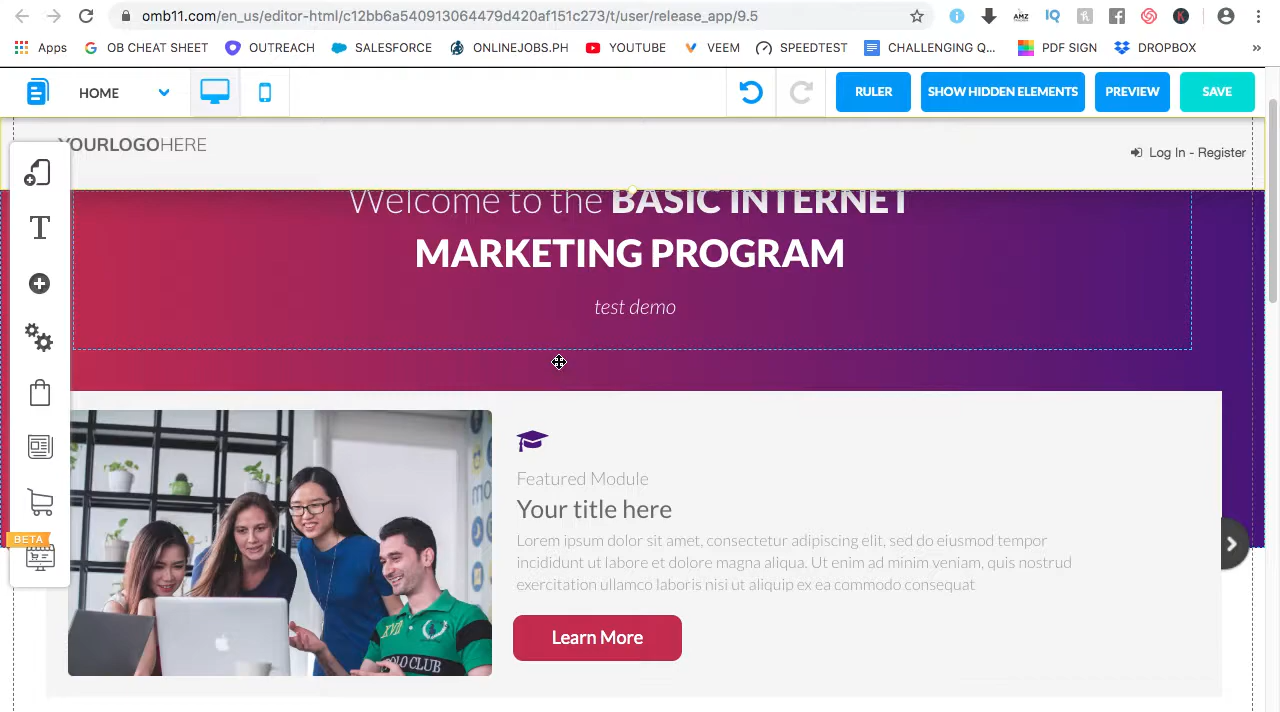 omb11.com/en_us/editor-html/c12bb6a540913064479d420af151c273/t/user/release_app/9.5
Apps OB CHEAT SHEET OUTREACH SALESFORCE ONLINEJOBS.PH YOUTUBE VEEM SPEEDTEST CHALLENGING Q... PDF SIGN DROPBOX »
HOME RULER SHOW HIDDEN ELEMENTS PREVIEW SAVE
YOURLOGOHERE
Log In - Register
Welcome to the BASIC INTERNET
MARKETING PROGRAM
test demo
Featured Module
Your title here
Lorem ipsum dolor sit amet, consectetur adipiscing elit, sed do eiusmod tempor
incididunt ut labore et dolore magna aliqua. Ut enim ad minim veniam, quis nostrud
exercitation ullamco laboris nisi ut aliquip ex ea commodo consequat
BETA
Learn More